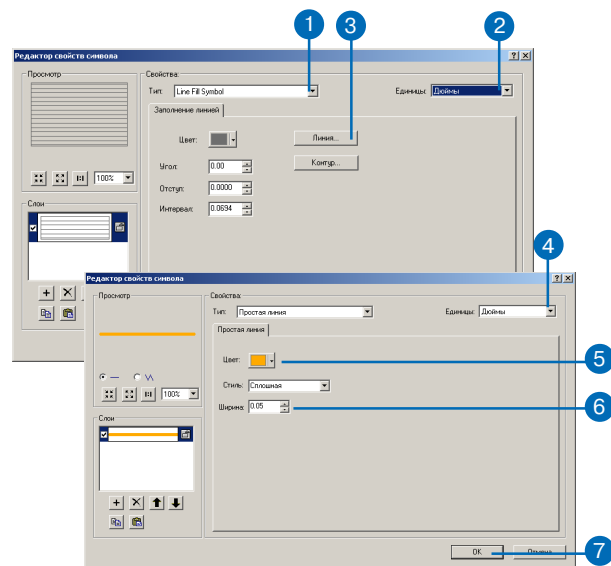 1
3
2
Редактор свойств символа
Просмотр
100%
Слои
Свойства:
Тип: Line Fill Symbol
Единицы: Дюймы
Заполнение линией
Цвет:
Линия...
Угол: 0.00
Контур...
Отступ: 0.0000
Интервал: 0.0694
4
Редактор свойств символа
Просмотр
100%
Слои
Свойства:
Тип: Простая линия
Единицы: Дюймы
Простая линия
Цвет:
5
Стиль: Сплошная
Ширина: 0.05
6
OK
Отмена
7